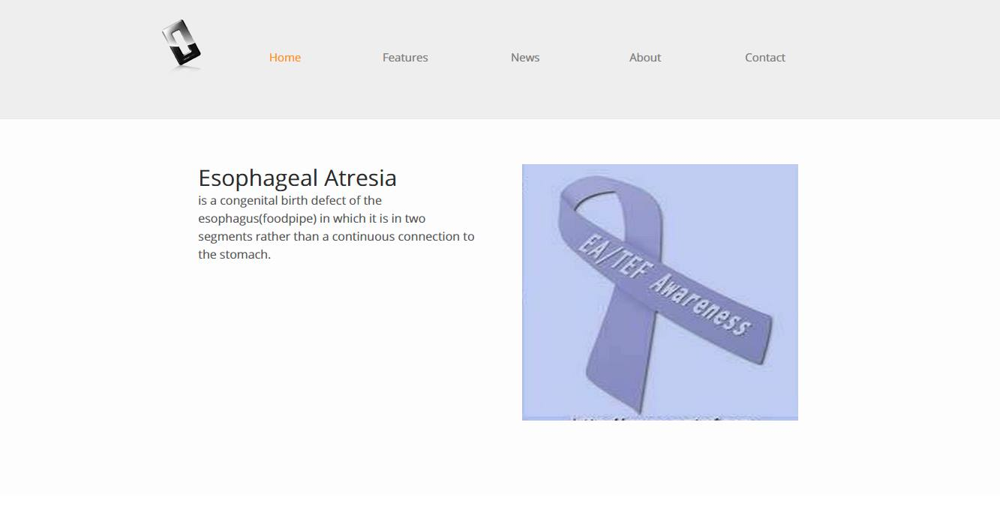 Home Features News About Contact
Esophageal Atresia
is a congenital birth defect of the
esophagus(foodpipe) in which it is in two
segments rather than a continuous connection to
the stomach.
EA/TEF Awareness